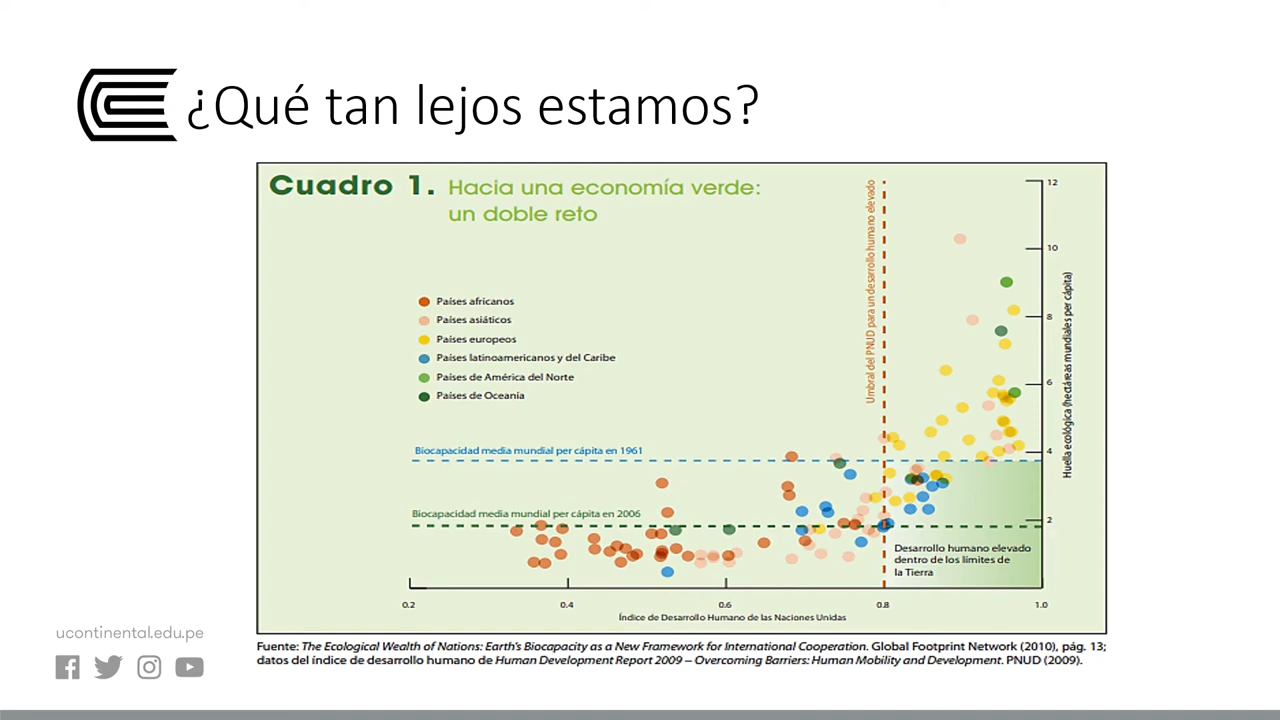 ¿Qué tan lejos estamos?
Cuadro 1. Hacia una economía verde:
un doble reto
Umbral del PNUD para un desarrollo humano elevado
12
10
8
6
4
2
Huella ecológica (hectáreas mundiales per cápita)
Países africanos
Países asiáticos
Países europeos
Países latinoamericanos y del Caribe
Países de América del Norte
Países de Oceanía
Biocapacidad media mundial per cápita en 1961
Biocapacidad media mundial per cápita en 2006
Desarrollo humano elevado
dentro de los límites de
la Tierra
0.2 0.4 0.6 0.8 1.0
Índice de Desarrollo Humano de las Naciones Unidas
Fuente: The Ecological Wealth of Nations: Earth's Biocapacity as a New Framework for International Cooperation. Global Footprint Network (2010), pág. 13;
datos del índice de desarrollo humano de Human Development Report 2009 – Overcoming Barriers: Human Mobility and Development. PNUD (2009).
ucontinental.edu.pe